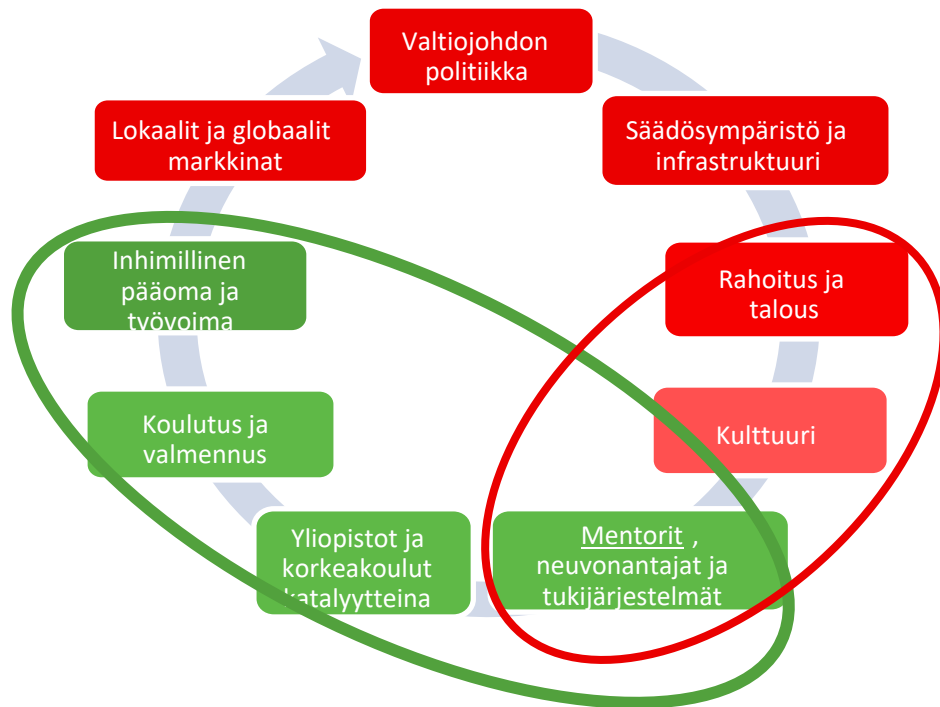 Valtiojohdon
politiikka
Säädösympäristö ja
infrastruktuuri
Rahoitus ja
talous
Kulttuuri
Mentorit ,
neuvonantajat ja
tukijärjestelmät
Yliopistot ja
korkeakoulut
katalyytteina
Koulutus ja
valmennus
Inhimillinen
pääoma ja
työvoima
Lokaalit ja globaalit
markkinat